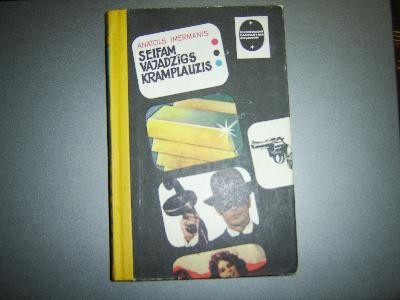 ANATOLS IMERMANIS
SEIFAM
VAJADZĪGS
KRAMPLAUZIS